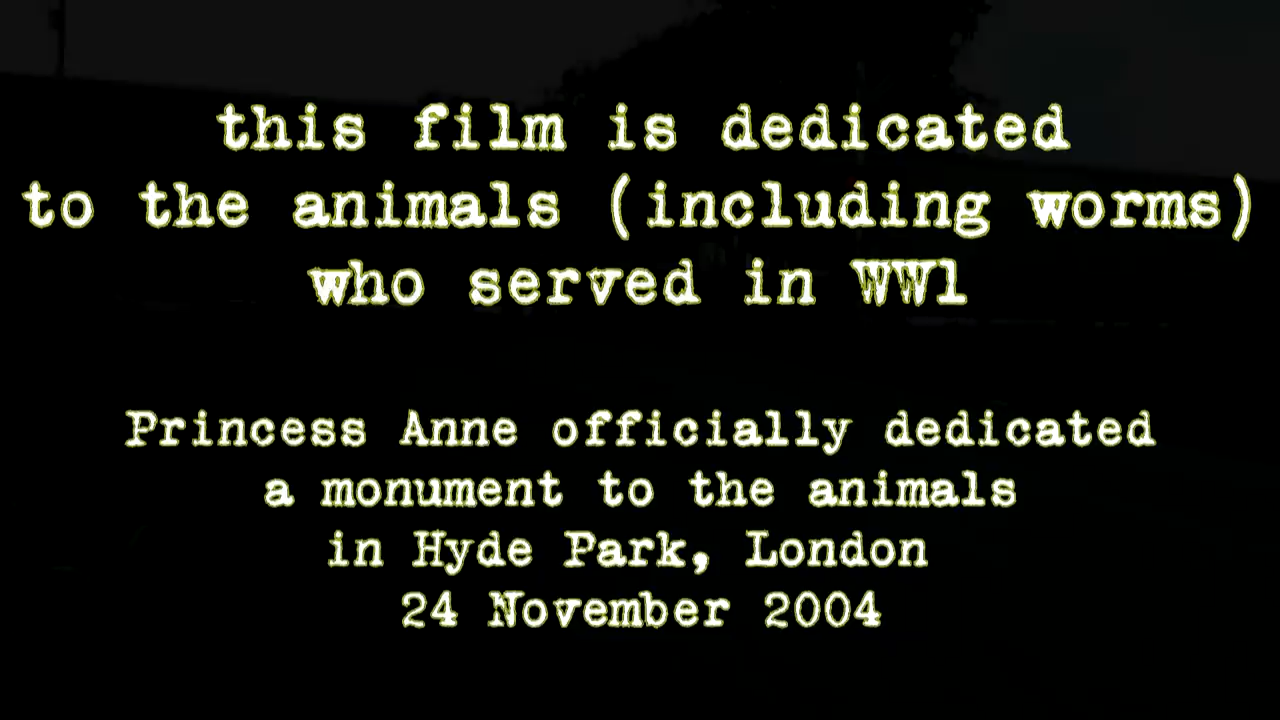 this film is dedicated
to the animals (including worms)
who served in WW1
Princess Anne officially dedicated
a monument to the animals
in Hyde Park, London
24 November 2004